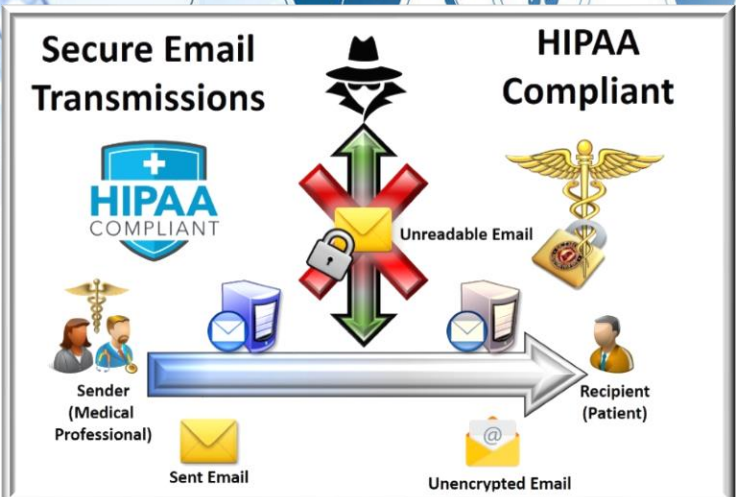 Secure Email
Transmissions
HIPAA
Compliant
HIPAA
COMPLIANT
Unreadable Email
Sender
(Medical
Professional)
Recipient
(Patient)
Sent Email
@
Unencrypted Email